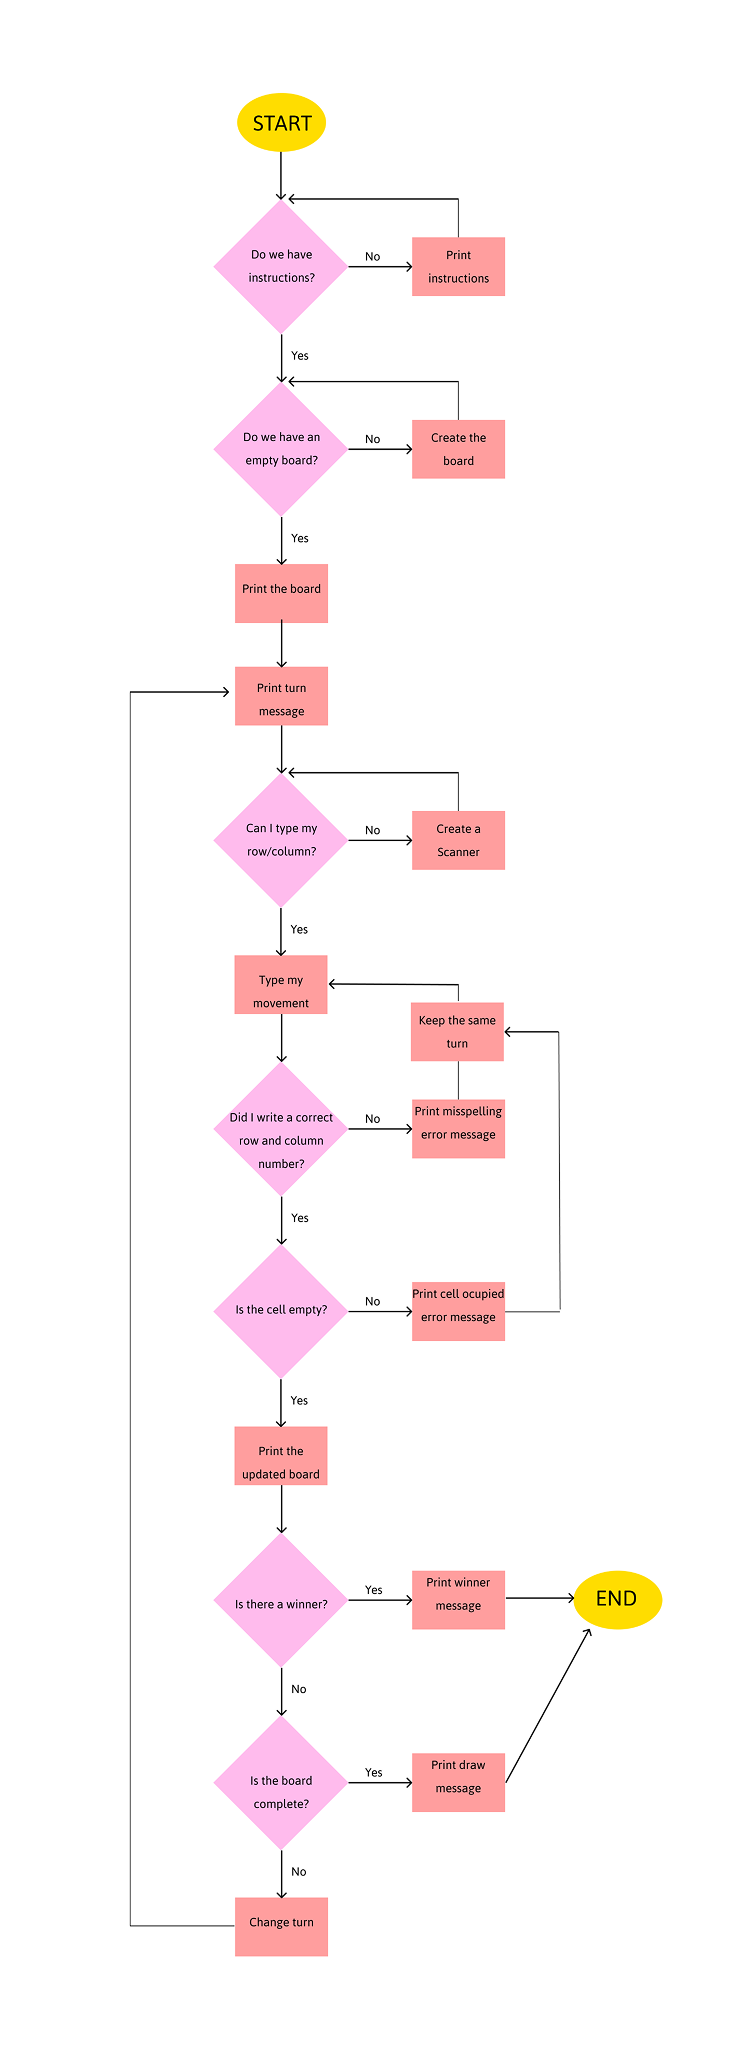 START
Do we have
instructions?
No
Print
instructions
Yes
Do we have an
empty board?
No
Create the
board
Yes
Print the board
Print turn
message
Can I type my
row/column?
No
Create a
Scanner
Yes
Type my
movement
Keep the same
turn
Did I write a correct
row and column
number?
No
Print misspelling
error message
Yes
Is the cell empty?
No
Print cell ocupied
error message
Yes
Print the
updated board
Is there a winner?
Yes
Print winner
message
END
No
Is the board
complete?
Yes
Print draw
message
No
Change turn